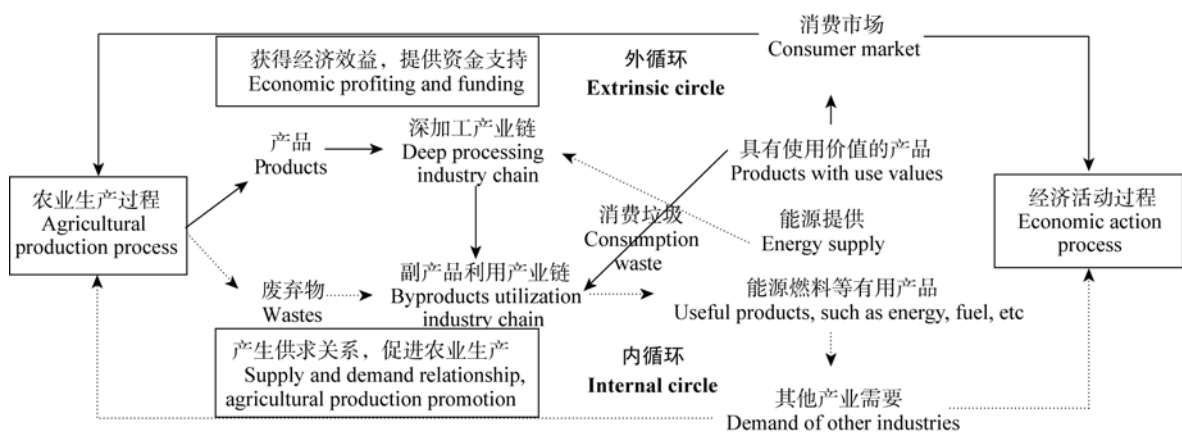 消费市场
Consumer market
获得经济效益，提供资金支持
Economic profiting and funding
外循环
Extrinsic circle
产品
Products
深加工产业链
Deep processing
industry chain
具有使用价值的产品
Products with use values
农业生产过程
Agricultural
production process
经济活动过程
Economic action
process
消费垃圾
Consumption
waste
能源提供
Energy supply
废弃物
Wastes
副产品利用产业链
Byproducts utilization
industry chain
能源燃料等有用产品
Useful products, such as energy, fuel, etc
产生供求关系，促进农业生产
Supply and demand relationship,
agricultural production promotion
内循环
Internal circle
其他产业需要
Demand of other industries